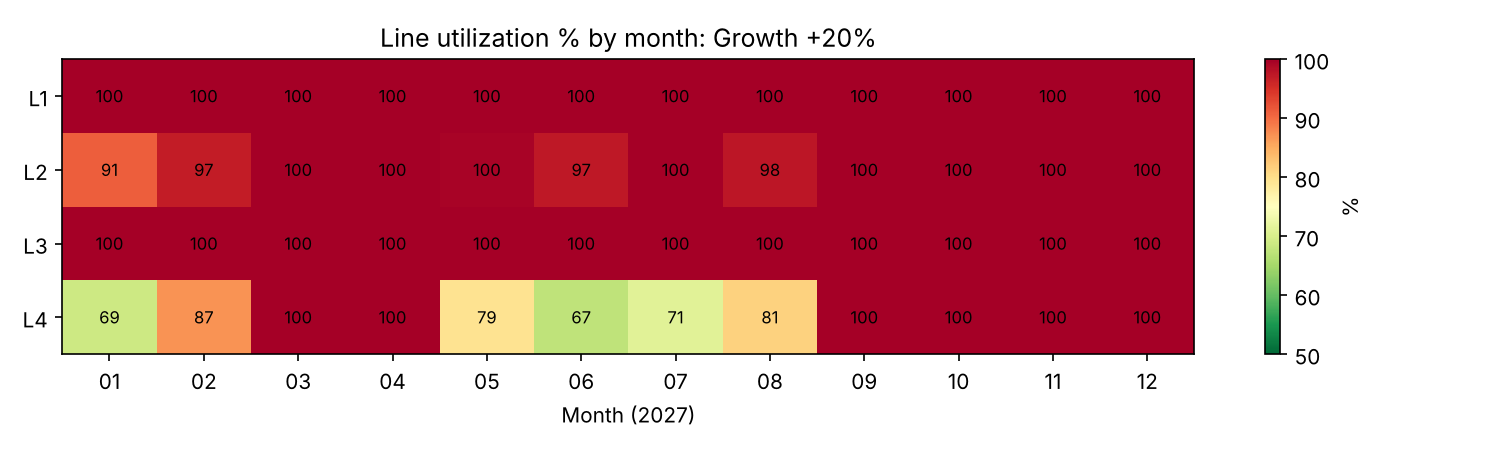 Line utilization % by month: Growth +20%
L1 100 100 100 100 100 100 100 100 100 100 100 100
L2 91 97 100 100 100 97 100 98 100 100 100 100
L3 100 100 100 100 100 100 100 100 100 100 100 100
L4 69 87 100 100 79 67 71 81 100 100 100 100
01 02 03 04 05 06 07 08 09 10 11 12
Month (2027)
100
90
80
70
60
50
%